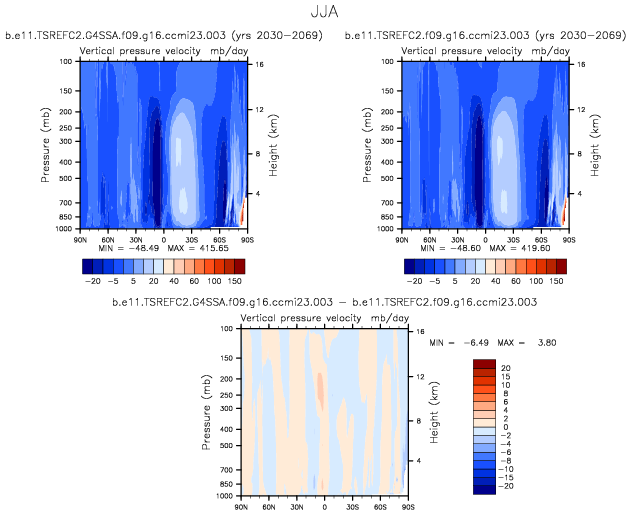 JJA
b.e11.TSREFC2.G4SSA.f09.g16.ccmi23.003 (yrs 2030-2069)
b.e11.TSREFC2.f09.g16.ccmi23.003 (yrs 2030-2069)
Vertical pressure velocity mb/day
Vertical pressure velocity mb/day
Pressure (mb)
100
150
200
250
300
400
500
700
850
1000
16
12
8
4
Height (km)
90N 60N 30N 0 30S 60S 90S
MIN = -48.49 MAX = 415.65
-20 -5 5 20 40 60 100 150
Pressure (mb)
100
150
200
250
300
400
500
700
850
1000
16
12
8
4
Height (km)
90N 60N 30N 0 30S 60S 90S
MIN = -48.60 MAX = 419.60
-20 -5 5 20 40 60 100 150
b.e11.TSREFC2.G4SSA.f09.g16.ccmi23.003 - b.e11.TSREFC2.f09.g16.ccmi23.003
Vertical pressure velocity mb/day
MIN = -6.49 MAX = 3.80
Pressure (mb)
100
150
200
250
300
400
500
700
850
1000
16
12
8
4
Height (km)
90N 60N 30N 0 30S 60S 90S
20
15
10
8
6
4
2
0
-2
-4
-6
-8
-10
-15
-20